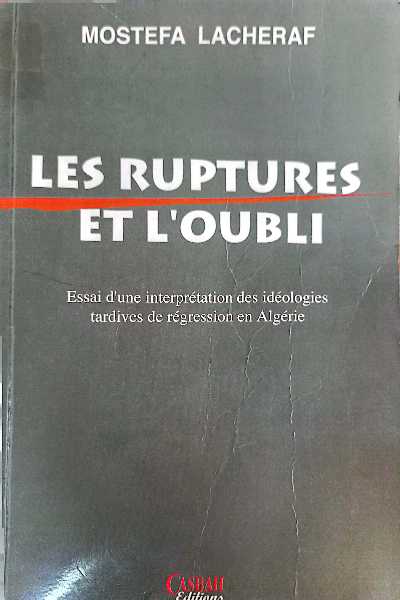 MOSTEFA LACHERAF
LES RUPTURES
ET L'OUBLI
Essai d'une interprétation des idéologies
tardives de régression en Algérie
CASBAH
Editions